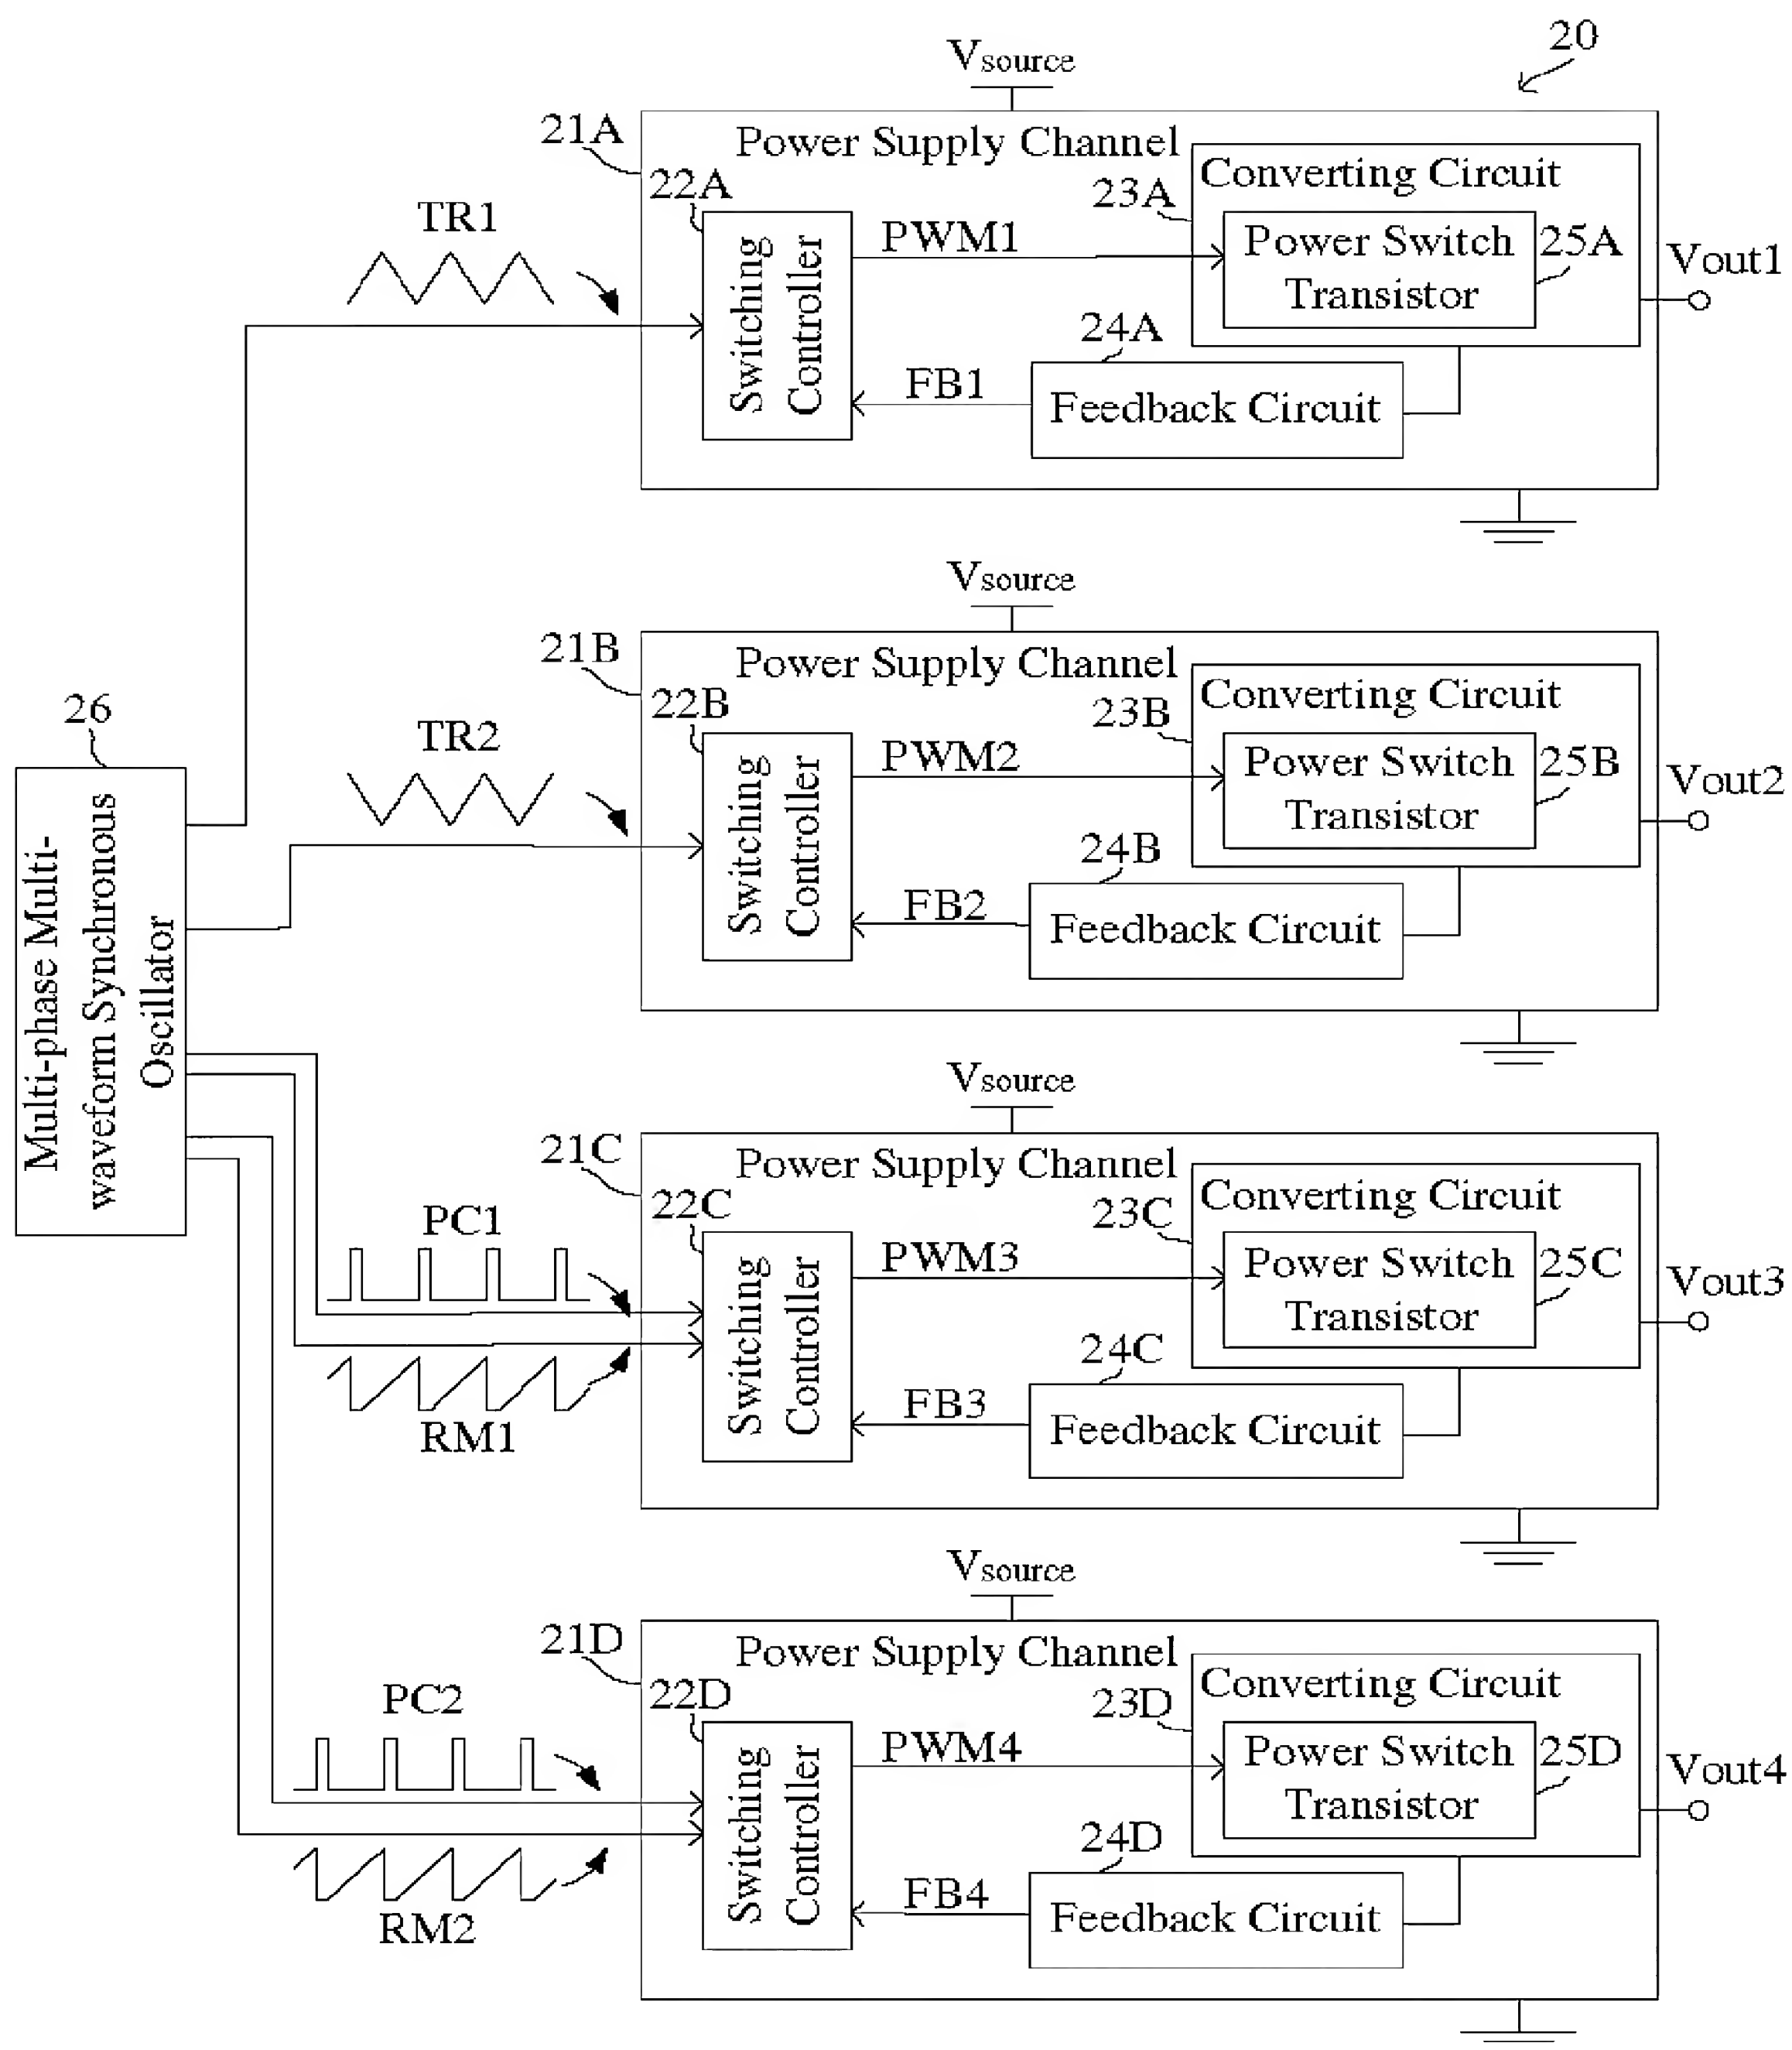 20
Vsource
21A
Power Supply Channel
22A
23A
Converting Circuit
TR1
Switching
Controller
PWM1
Power Switch
Transistor
25A
Vout1
24A
FB1
Feedback Circuit
Vsource
21B
Power Supply Channel
22B
23B
Converting Circuit
26
TR2
Switching
Controller
PWM2
Power Switch
Transistor
25B
Vout2
24B
FB2
Feedback Circuit
Multi-phase Multi-
waveform Synchronous
Oscillator
Vsource
21C
Power Supply Channel
22C
23C
Converting Circuit
PC1
Switching
Controller
PWM3
Power Switch
Transistor
25C
Vout3
24C
FB3
Feedback Circuit
RM1
Vsource
21D
Power Supply Channel
22D
23D
Converting Circuit
PC2
Switching
Controller
PWM4
Power Switch
Transistor
25D
Vout4
24D
FB4
Feedback Circuit
RM2